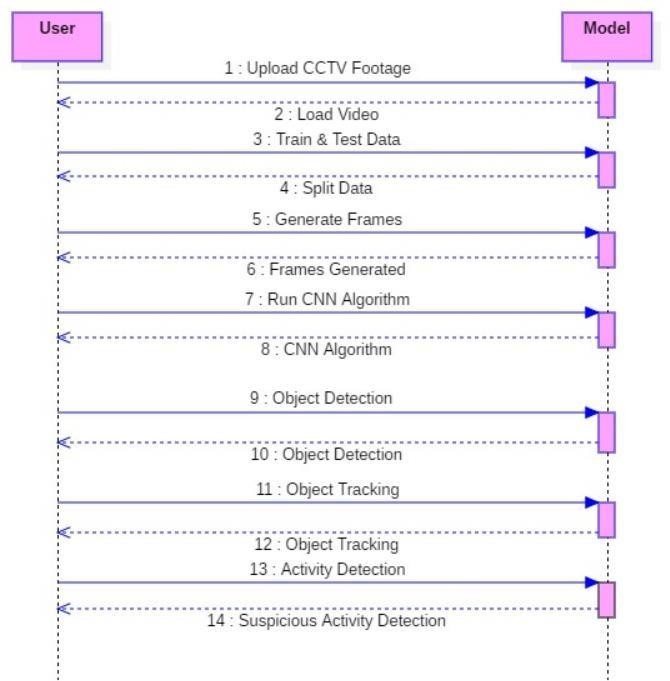 User
Model
1 : Upload CCTV Footage
2 : Load Video
3 : Train & Test Data
4 : Split Data
5 : Generate Frames
6 : Frames Generated
7 : Run CNN Algorithm
8 : CNN Algorithm
9 : Object Detection
10 : Object Detection
11 : Object Tracking
12 : Object Tracking
13 : Activity Detection
14 : Suspicious Activity Detection